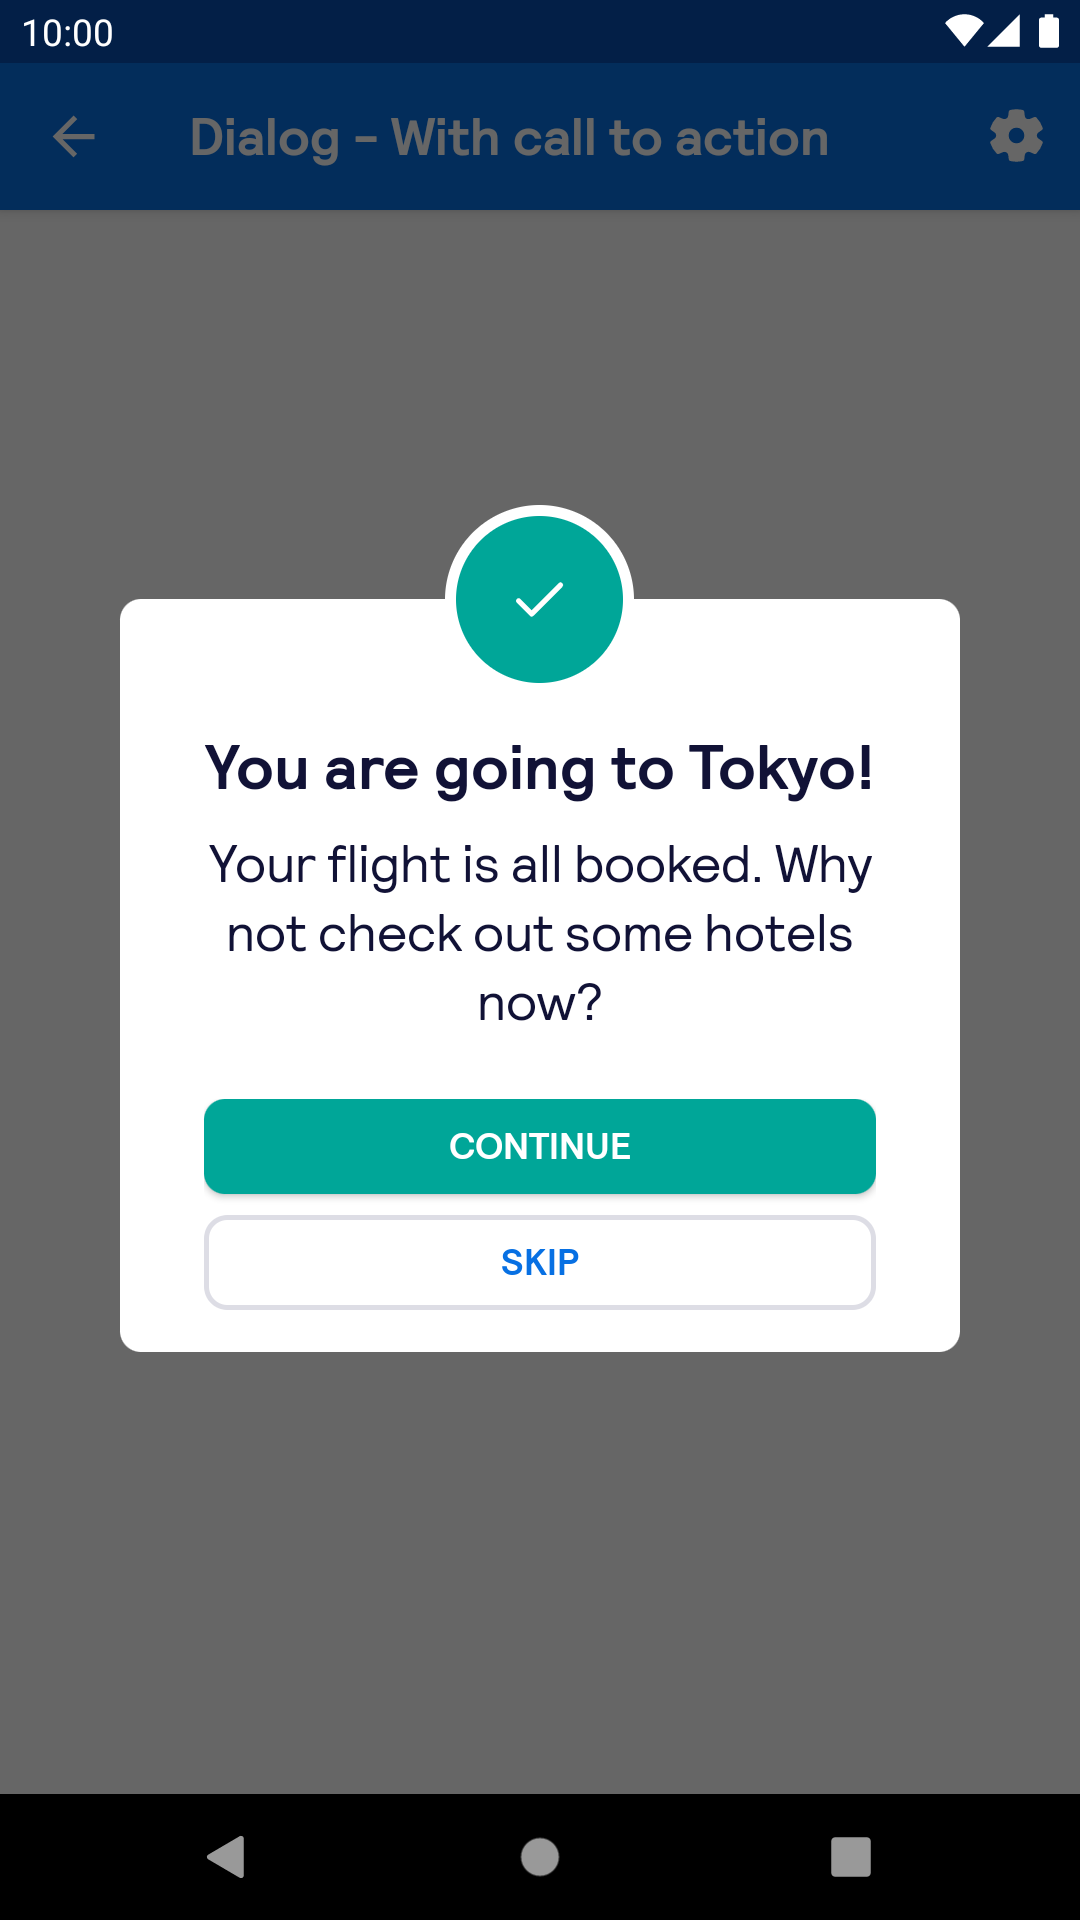 10:00
Dialog - With call to action
You are going to Tokyo!
Your flight is all booked. Why
not check out some hotels
now?
CONTINUE
SKIP